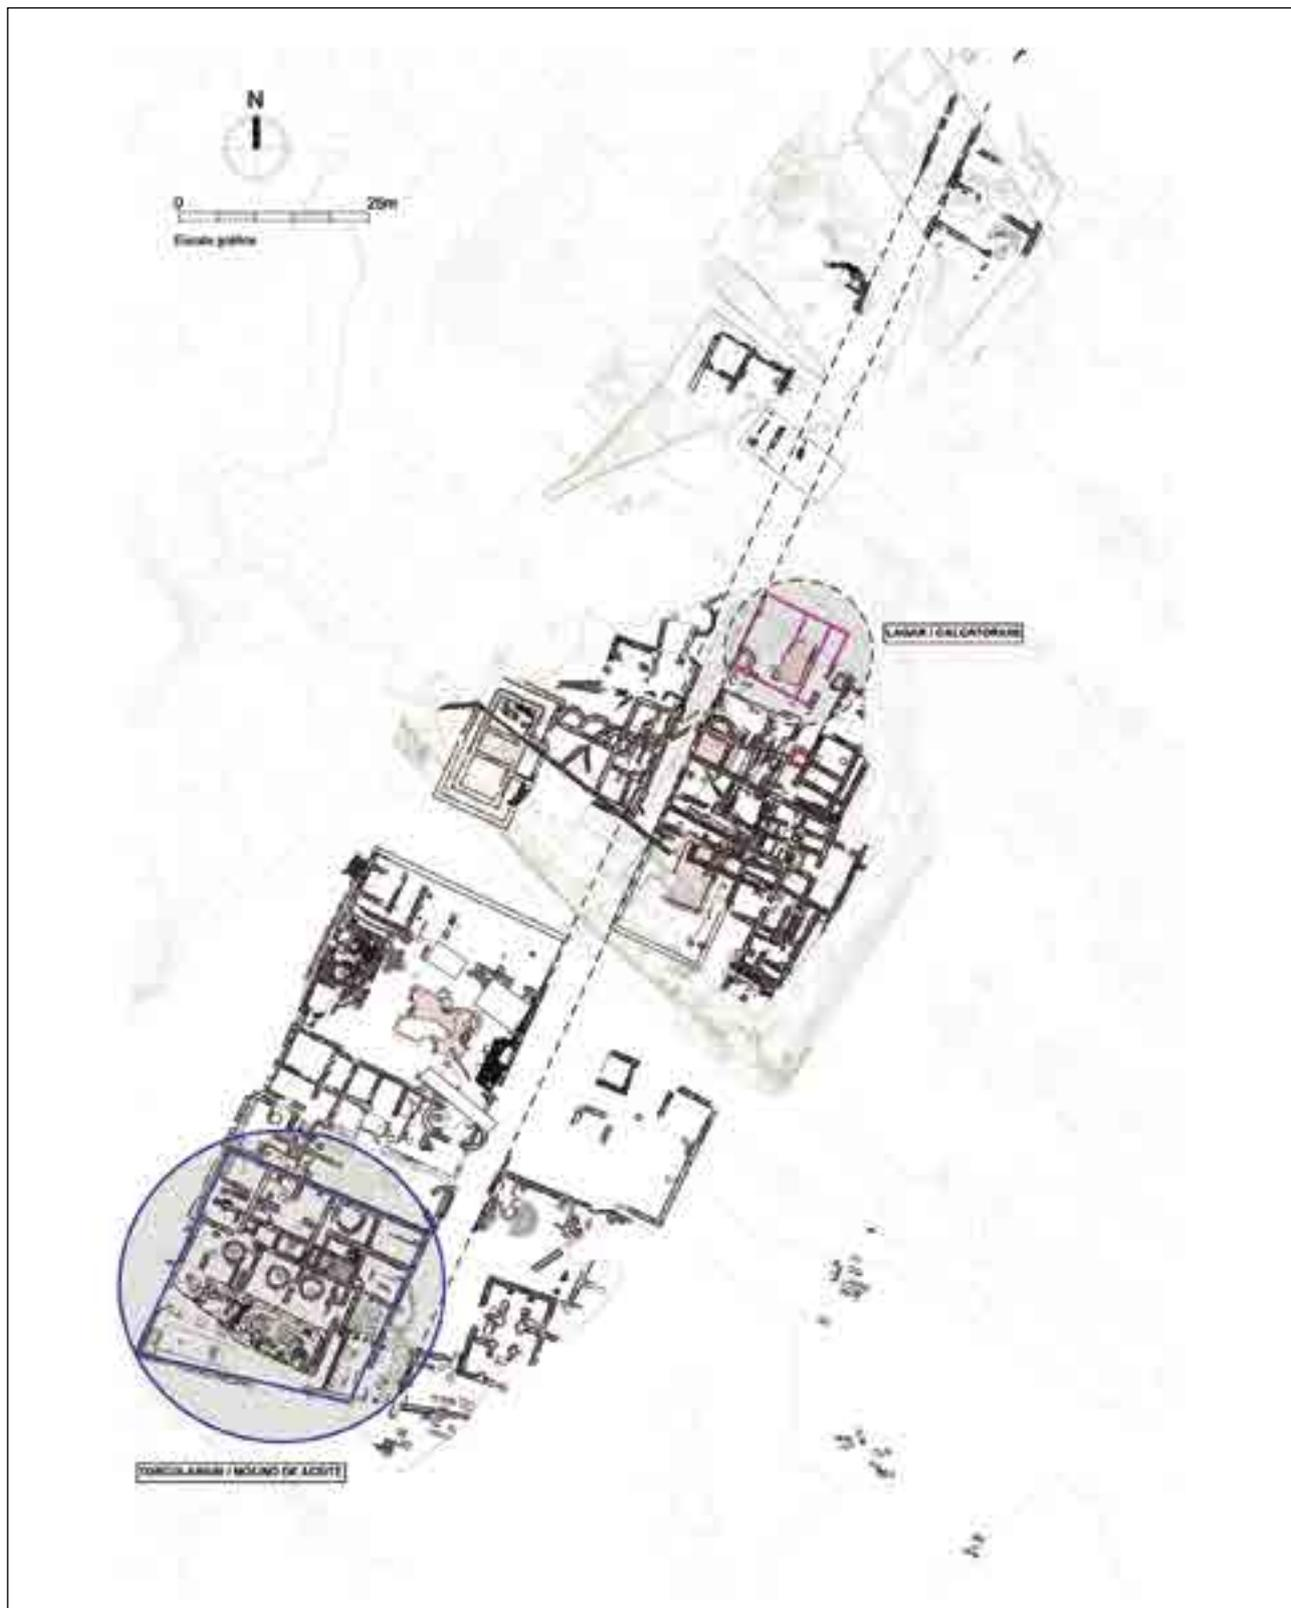 N
0 25m
Escala gráfica
LAGAR / CALCATORIUM
TORCULARIUM / MOLINO DE ACEITE